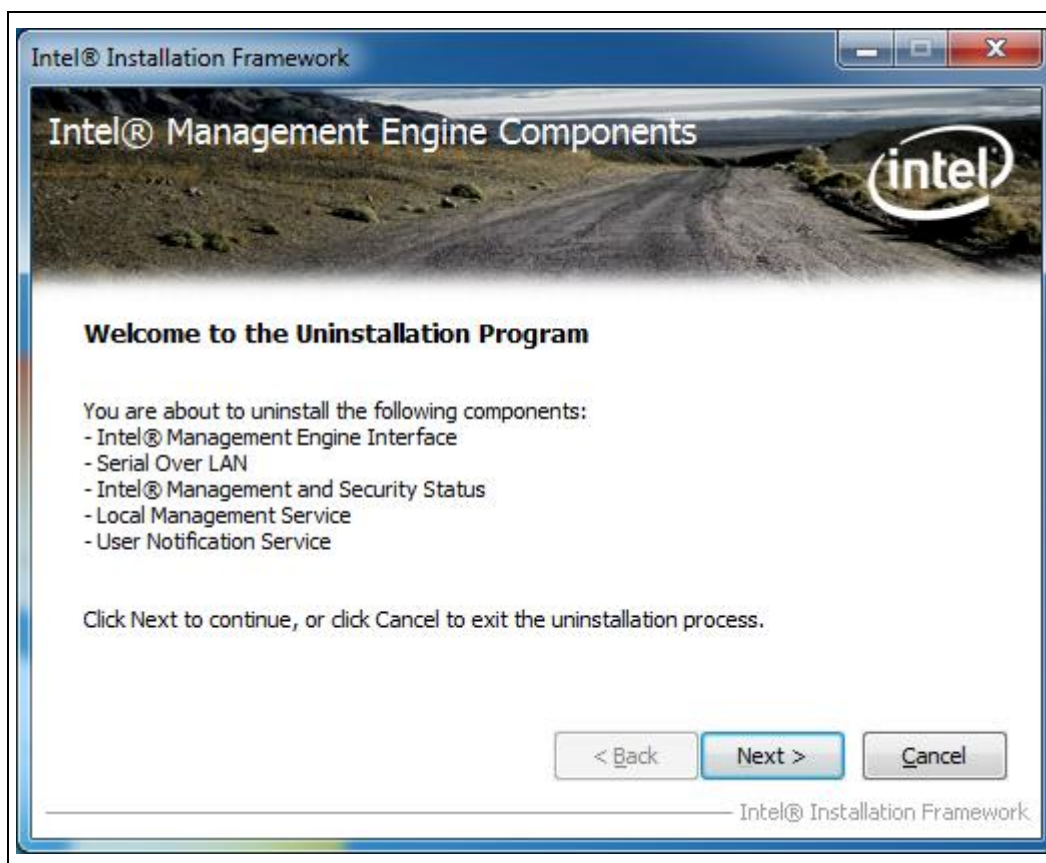 Intel® Installation Framework
Intel® Management Engine Components
intel
Welcome to the Uninstallation Program
You are about to uninstall the following components:
- Intel® Management Engine Interface
- Serial Over LAN
- Intel® Management and Security Status
- Local Management Service
- User Notification Service
Click Next to continue, or click Cancel to exit the uninstallation process.
< Back Next > Cancel
Intel® Installation Framework